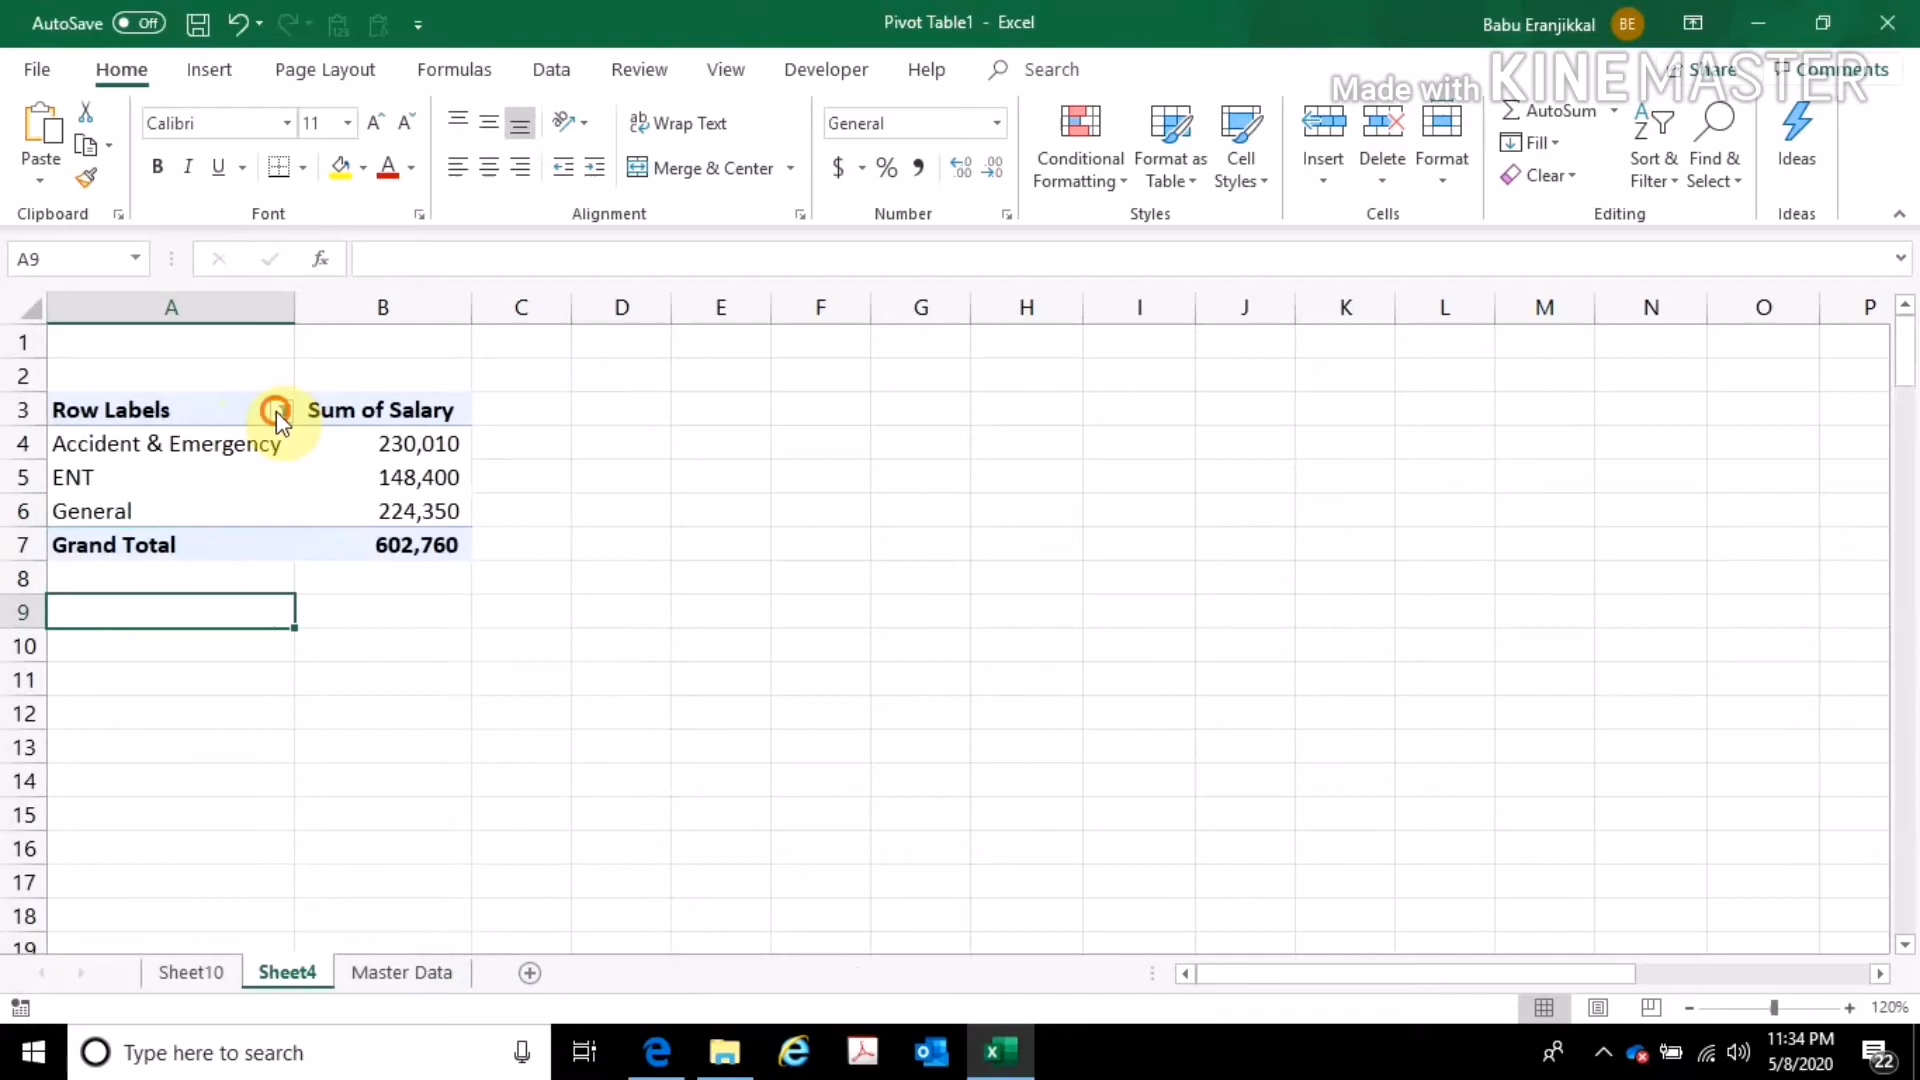 AutoSave Off
Pivot Table1 - Excel
Babu Eranjikkal BE
File Home Insert Page Layout Formulas Data Review View Developer Help Search
Share Comments
Made with KINEMASTER
Paste
Calibri 11
B I U A
ab Wrap Text
Merge & Center
General
$ % ,
Conditional Formatting
Format as Table
Cell Styles
Insert
Delete
Format
AutoSum
Fill
Clear
Sort & Filter
Find & Select
Ideas
Clipboard Font Alignment Number Styles Cells Editing Ideas
A9 fx
A B C D E F G H I J K L M N O P
1
2
3 Row Labels Sum of Salary
4 Accident & Emergency 230,010
5 ENT 148,400
6 General 224,350
7 Grand Total 602,760
8
9
10
11
12
13
14
15
16
17
18
19
Sheet10 Sheet4 Master Data
120%
Type here to search
11:34 PM
5/8/2020
22